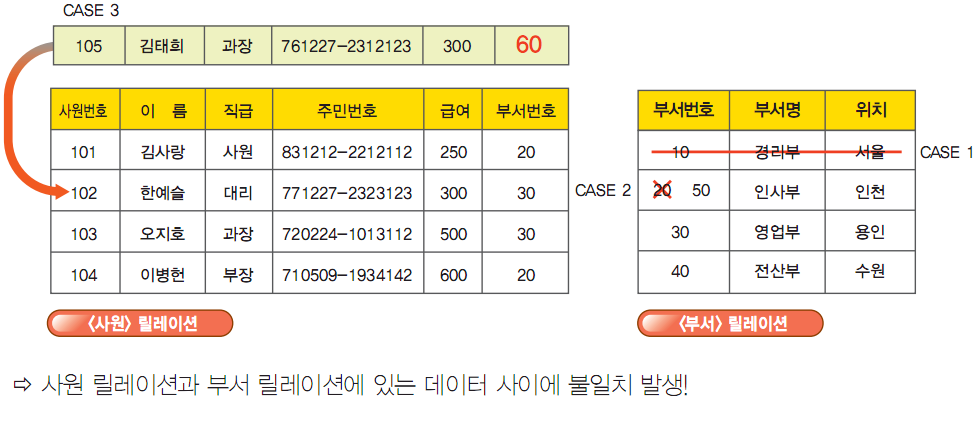 CASE 3
105 김태희 과장 761227-2312123 300 60
사원번호 이 름 직급 주민번호 급여 부서번호
101 김사랑 사원 831212-2212112 250 20
102 한예슬 대리 771227-2323123 300 30
103 오지호 과장 720224-1013112 500 30
104 이병헌 부장 710509-1934142 600 20
〈사원〉 릴레이션
부서번호 부서명 위치
10 경리부 서울 CASE 1
CASE 2 20 50 인사부 인천
30 영업부 용인
40 전산부 수원
〈부서〉 릴레이션
⇨ 사원 릴레이션과 부서 릴레이션에 있는 데이터 사이에 불일치 발생!